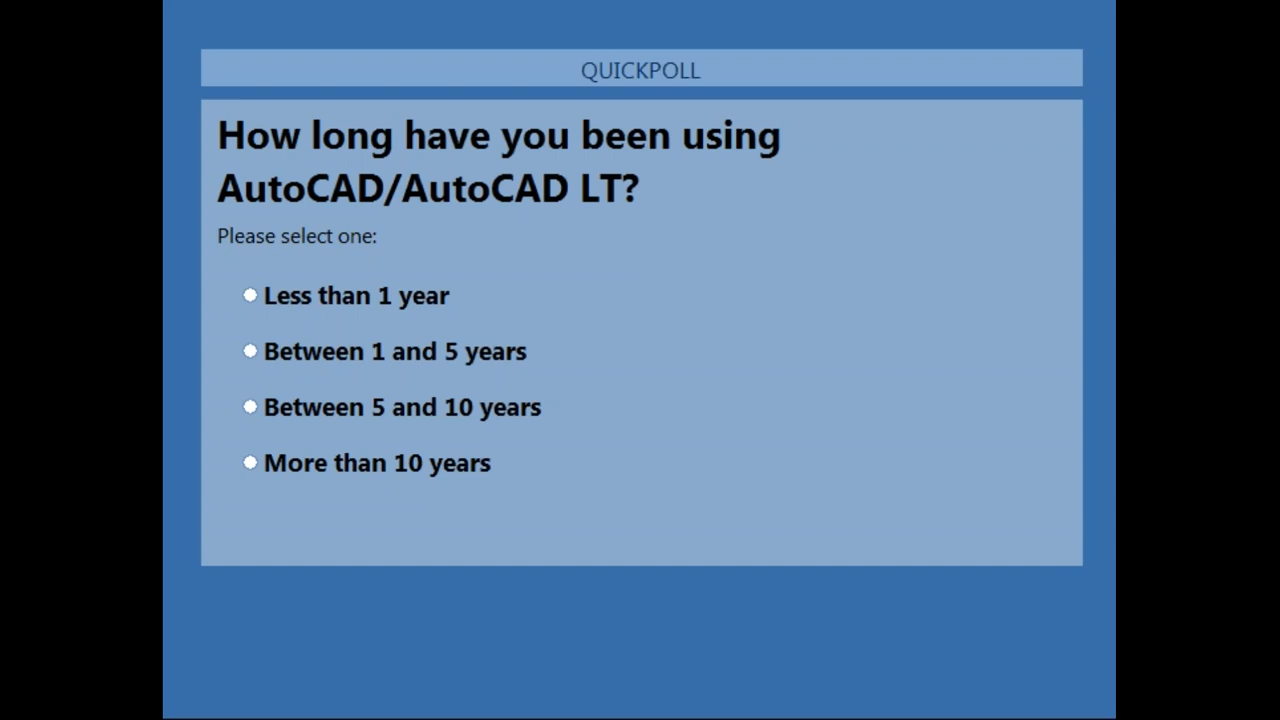 QUICKPOLL
How long have you been using
AutoCAD/AutoCAD LT?
Please select one:
Less than 1 year
Between 1 and 5 years
Between 5 and 10 years
More than 10 years